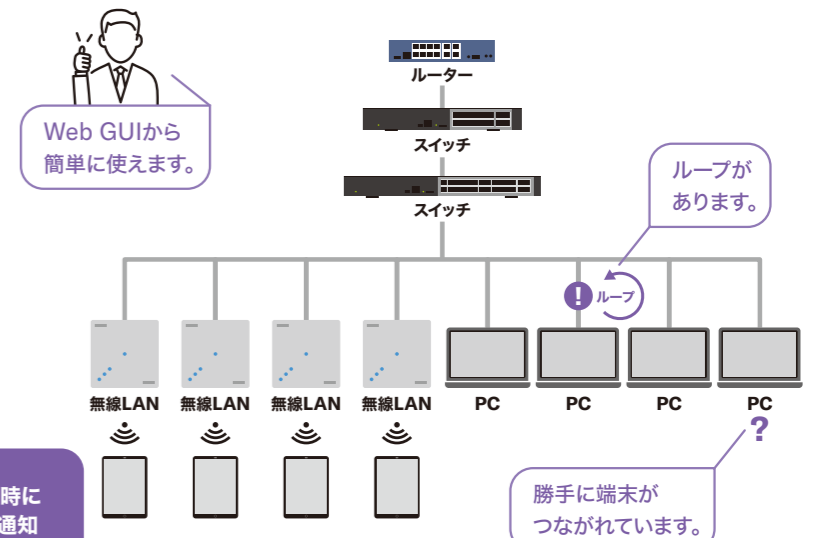 Web GUIから
簡単に使えます。
ルーター
スイッチ
スイッチ
ループが
あります。
!
ループ
無線LAN 無線LAN 無線LAN 無線LAN PC PC PC PC
?
時に
通知
勝手に端末が
つながれています。